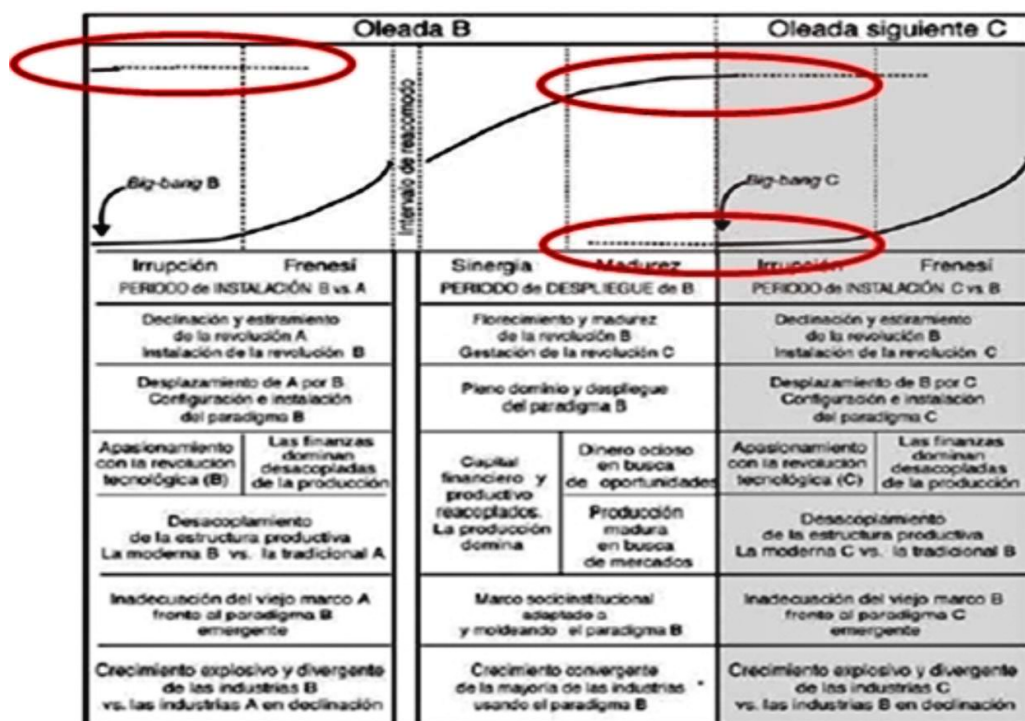 Oleada B
Oleada siguiente C
Big-bang B
Intervalo de reacomodo
Big-bang C
Irrupción
Frenesí
PERIODO de INSTALACIÓN B vs. A
Sinergia
Madurez
PERIODO de DESPLIEGUE de B
Irrupción
Frenesí
PERIODO de INSTALACIÓN C vs. B
Declinación y estiramiento
de la revolución A
Instalación de la revolución B
Florecimiento y madurez
de la revolución B
Gestación de la revolución C
Declinación y estiramiento
de la revolución B
Instalación de la revolución C
Desplazamiento de A por B
Configuración e instalación
del paradigma B
Pleno dominio y despliegue
del paradigma B
Desplazamiento de B por C
Configuración e instalación
del paradigma C
Apasionamiento
con la revolución
tecnológica (B)
Las finanzas
dominan
desacopladas
de la producción
Capital
financiero y
productivo
reacoplados.
La producción
domina
Dinero ocioso
en busca
de oportunidades
Producción
madura
en busca
de mercados
Apasionamiento
con la revolución
tecnológica (C)
Las finanzas
dominan
desacopladas
de la producción
Desacoplamiento
de la estructura productiva
La moderna B vs. la tradicional A
Desacoplamiento
de la estructura productiva
La moderna C vs. la tradicional B
Inadecuación del viejo marco A
frente al paradigma B
emergente
Marco socioinstitucional
adaptado a
y moldeando el paradigma B
Inadecuación del viejo marco B
frente al paradigma C
emergente
Crecimiento explosivo y divergente
de las industrias B
vs. las industrias A en declinación
Crecimiento convergente
de la mayoría de las industrias
usando el paradigma B
Crecimiento explosivo y divergente
de las industrias C
vs. las industrias B en declinación